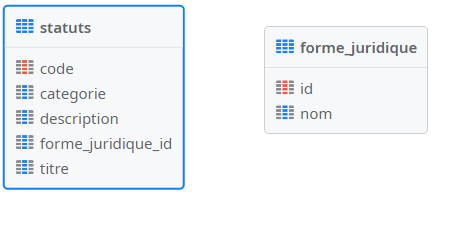 statuts
code
categorie
description
forme_juridique_id
titre
forme_juridique
id
nom